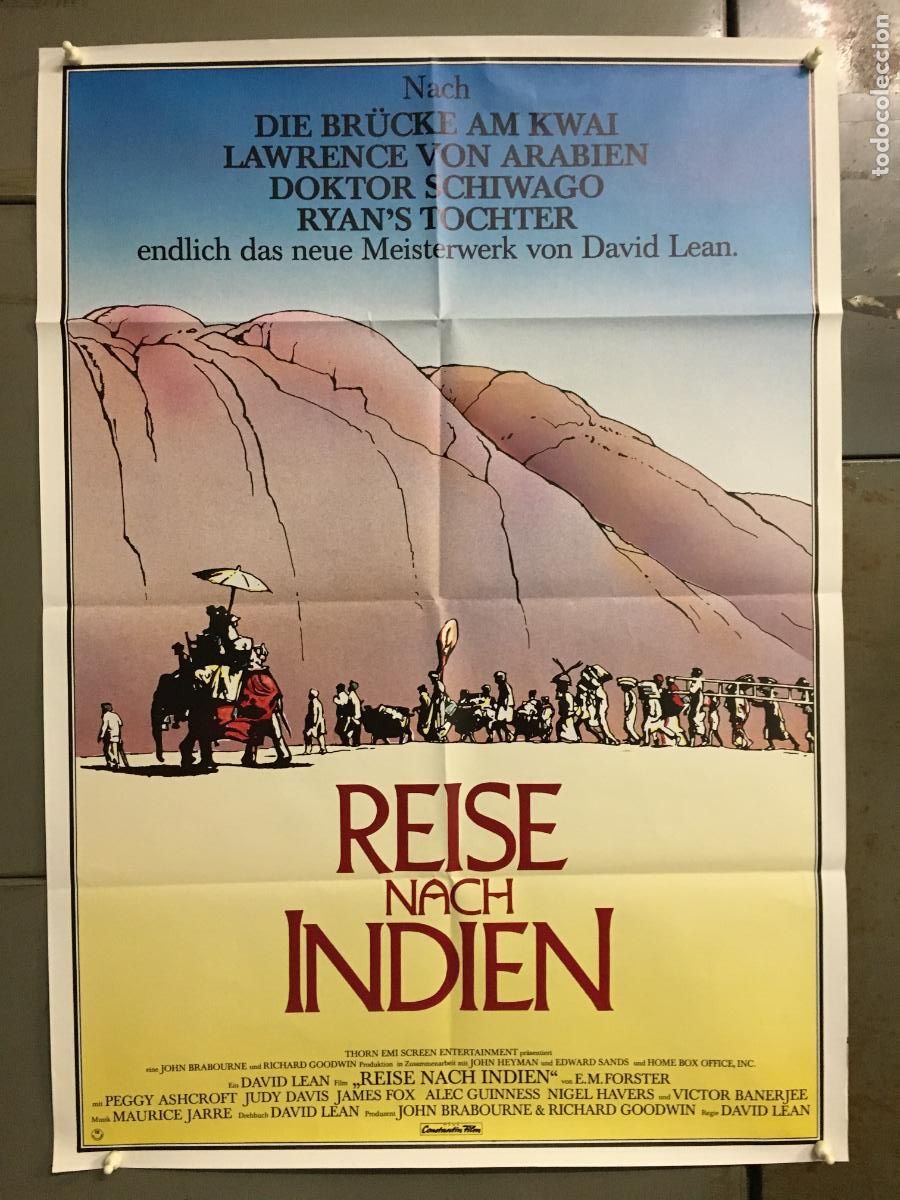 Nach
DIE BRÜCKE AM KWAI
LAWRENCE VON ARABIEN
DOKTOR SCHIWAGO
RYAN'S TOCHTER
endlich das neue Meisterwerk von David Lean.
REISE
NACH
INDIEN
THORN EMI SCREEN ENTERTAINMENT präsentiert
eine JOHN BRABOURNE und RICHARD GOODWIN Produktion in Zusammenarbeit mit JOHN HEYMAN und EDWARD SANDS und HOME BOX OFFICE, INC.
Ein DAVID LEAN Film „REISE NACH INDIEN“ von E.M.FORSTER
mit PEGGY ASHCROFT JUDY DAVIS JAMES FOX ALEC GUINNESS NIGEL HAVERS und VICTOR BANERJEE
Musik MAURICE JARRE Drehbuch DAVID LEAN Produzent JOHN BRABOURNE & RICHARD GOODWIN Regie DAVID LEAN
Constantin Film
todocoleccion